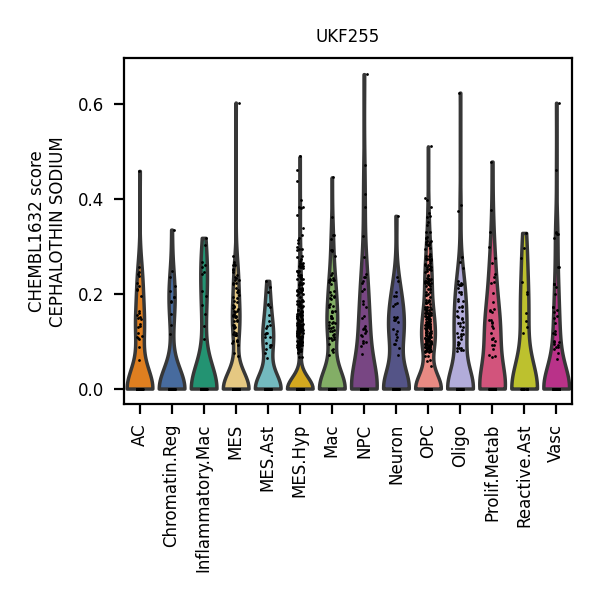 UKF255
CHEMBL1632 score
CEPHALOTHIN SODIUM
0.6
0.4
0.2
0.0
AC
Chromatin.Reg
Inflammatory.Mac
MES
MES.Ast
MES.Hyp
Mac
NPC
Neuron
OPC
Oligo
Prolif.Metab
Reactive.Ast
Vasc